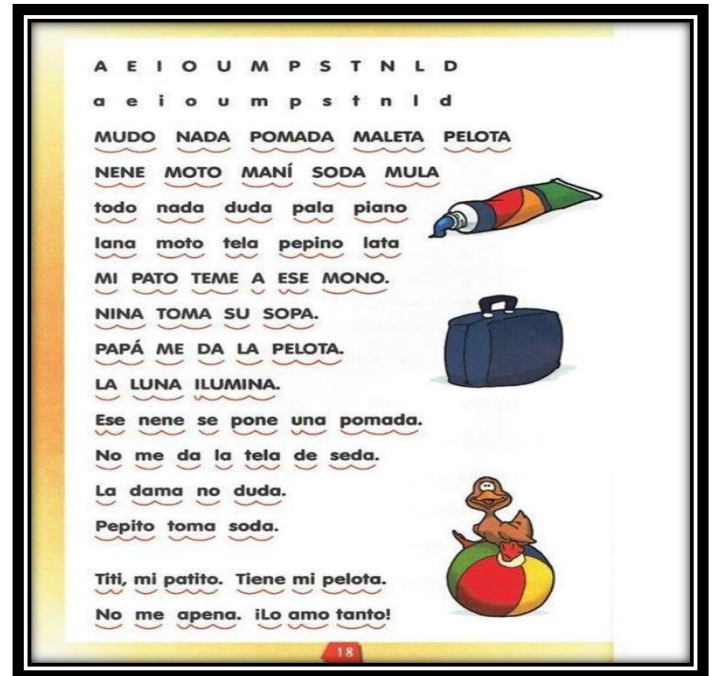 A E I O U M P S T N L D
a e i o u m p s t n l d
MUDO NADA POMADA MALETA PELOTA
NENE MOTO MANÍ SODA MULA
todo nada duda pala piano
lana moto tela pepino lata
MI PATO TEME A ESE MONO.
NINA TOMA SU SOPA.
PAPÁ ME DA LA PELOTA.
LA LUNA ILUMINA.
Ese nene se pone una pomada.
No me da la tela de seda.
La dama no duda.
Pepito toma soda.
Titi, mi patito. Tiene mi pelota.
No me apena. ¡Lo amo tanto!
18